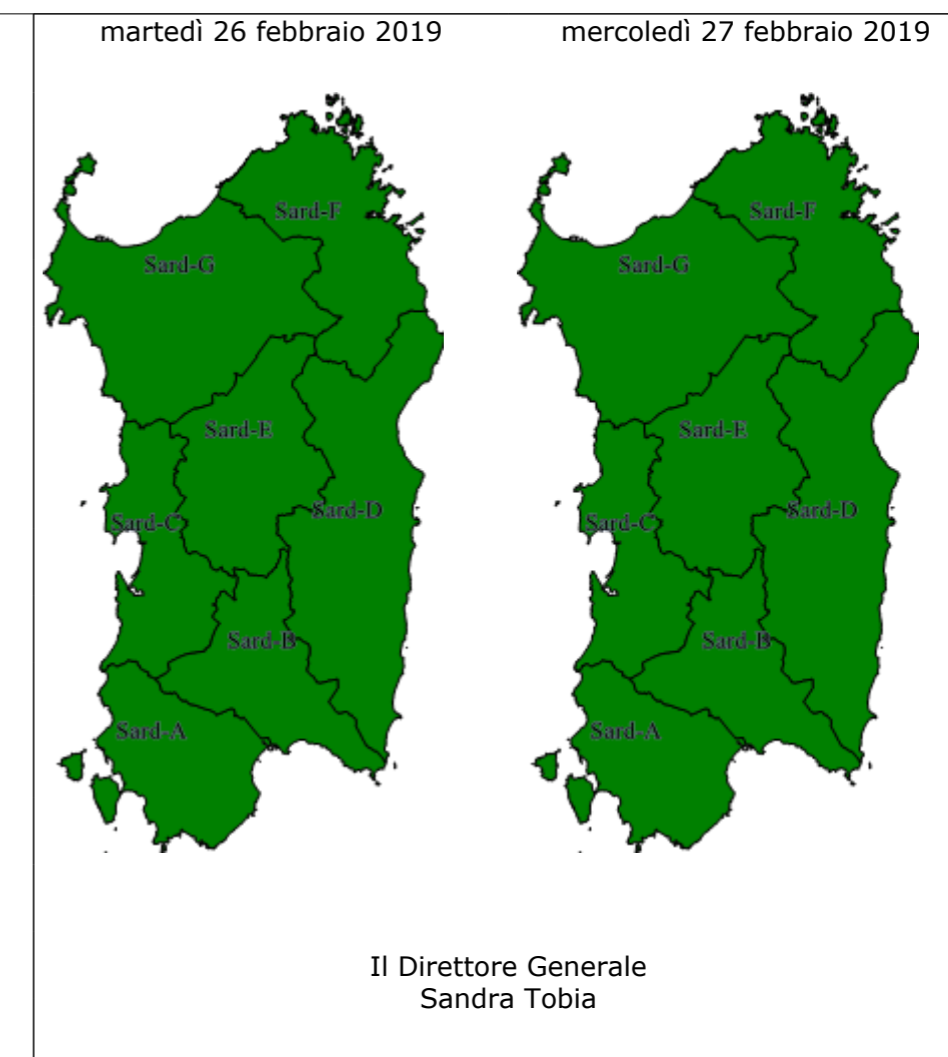 martedì 26 febbraio 2019
mercoledì 27 febbraio 2019
Sard-F
Sard-G
Sard-E
Sard-D
Sard-C
Sard-B
Sard-A
Sard-F
Sard-G
Sard-E
Sard-D
Sard-C
Sard-B
Sard-A
Il Direttore Generale
Sandra Tobia